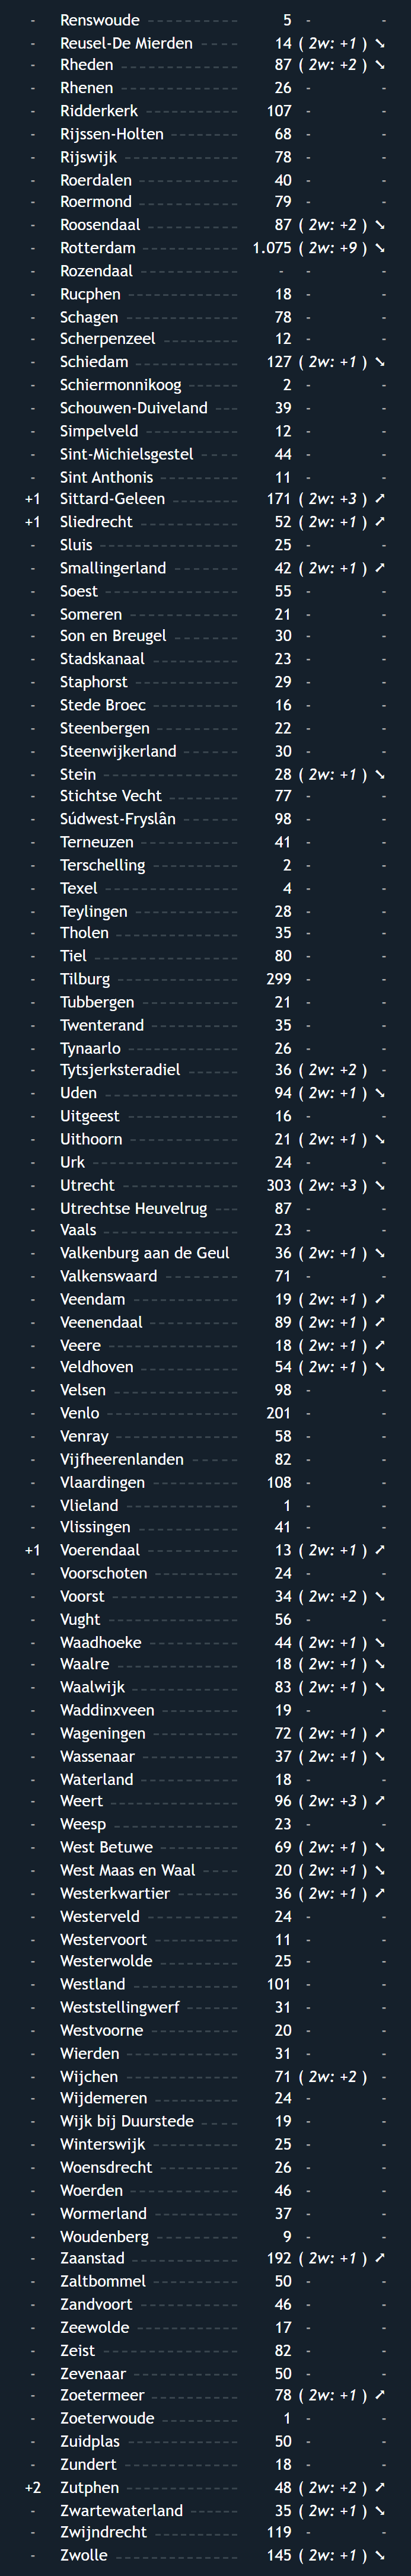 - Renswoude 5 - -
- Reusel-De Mierden 14 ( 2w: +1 ) ➘
- Rheden 87 ( 2w: +2 ) ➘
- Rhenen 26 - -
- Ridderkerk 107 - -
- Rijssen-Holten 68 - -
- Rijswijk 78 - -
- Roerdalen 40 - -
- Roermond 79 - -
- Roosendaal 87 ( 2w: +2 ) ➘
- Rotterdam 1.075 ( 2w: +9 ) ➘
- Rozendaal - - -
- Rucphen 18 - -
- Schagen 78 - -
- Scherpenzeel 12 - -
- Schiedam 127 ( 2w: +1 ) ➘
- Schiermonnikoog 2 - -
- Schouwen-Duiveland 39 - -
- Simpelveld 12 - -
- Sint-Michielsgestel 44 - -
- Sint Anthonis 11 - -
+1 Sittard-Geleen 171 ( 2w: +3 ) ➚
+1 Sliedrecht 52 ( 2w: +1 ) ➚
- Sluis 25 - -
- Smallingerland 42 ( 2w: +1 ) ➚
- Soest 55 - -
- Someren 21 - -
- Son en Breugel 30 - -
- Stadskanaal 23 - -
- Staphorst 29 - -
- Stede Broec 16 - -
- Steenbergen 22 - -
- Steenwijkerland 30 - -
- Stein 28 ( 2w: +1 ) ➘
- Stichtse Vecht 77 - -
- Súdwest-Fryslân 98 - -
- Terneuzen 41 - -
- Terschelling 2 - -
- Texel 4 - -
- Teylingen 28 - -
- Tholen 35 - -
- Tiel 80 - -
- Tilburg 299 - -
- Tubbergen 21 - -
- Twenterand 35 - -
- Tynaarlo 26 - -
- Tytsjerksteradiel 36 ( 2w: +2 ) -
- Uden 94 ( 2w: +1 ) ➘
- Uitgeest 16 - -
- Uithoorn 21 ( 2w: +1 ) ➘
- Urk 24 - -
- Utrecht 303 ( 2w: +3 ) ➘
- Utrechtse Heuvelrug 87 - -
- Vaals 23 - -
- Valkenburg aan de Geul 36 ( 2w: +1 ) ➘
- Valkenswaard 71 - -
- Veendam 19 ( 2w: +1 ) ➚
- Veenendaal 89 ( 2w: +1 ) ➚
- Veere 18 ( 2w: +1 ) ➚
- Veldhoven 54 ( 2w: +1 ) ➘
- Velsen 98 - -
- Venlo 201 - -
- Venray 58 - -
- Vijfheerenlanden 82 - -
- Vlaardingen 108 - -
- Vlieland 1 - -
- Vlissingen 41 - -
+1 Voerendaal 13 ( 2w: +1 ) ➚
- Voorschoten 24 - -
- Voorst 34 ( 2w: +2 ) ➘
- Vught 56 - -
- Waadhoeke 44 ( 2w: +1 ) ➘
- Waalre 18 ( 2w: +1 ) ➘
- Waalwijk 83 ( 2w: +1 ) ➘
- Waddinxveen 19 - -
- Wageningen 72 ( 2w: +1 ) ➚
- Wassenaar 37 ( 2w: +1 ) ➘
- Waterland 18 - -
- Weert 96 ( 2w: +3 ) ➚
- Weesp 23 - -
- West Betuwe 69 ( 2w: +1 ) ➘
- West Maas en Waal 20 ( 2w: +1 ) ➘
- Westerkwartier 36 ( 2w: +1 ) ➚
- Westerveld 24 - -
- Westervoort 11 - -
- Westerwolde 25 - -
- Westland 101 - -
- Weststellingwerf 31 - -
- Westvoorne 20 - -
- Wierden 31 - -
- Wijchen 71 ( 2w: +2 ) -
- Wijdemeren 24 - -
- Wijk bij Duurstede 19 - -
- Winterswijk 25 - -
- Woensdrecht 26 - -
- Woerden 46 - -
- Wormerland 37 - -
- Woudenberg 9 - -
- Zaanstad 192 ( 2w: +1 ) ➚
- Zaltbommel 50 - -
- Zandvoort 46 - -
- Zeewolde 17 - -
- Zeist 82 - -
- Zevenaar 50 - -
- Zoetermeer 78 ( 2w: +1 ) ➚
- Zoeterwoude 1 - -
- Zuidplas 50 - -
- Zundert 18 - -
+2 Zutphen 48 ( 2w: +2 ) ➚
- Zwartewaterland 35 ( 2w: +1 ) ➘
- Zwijndrecht 119 - -
- Zwolle 145 ( 2w: +1 ) ➘